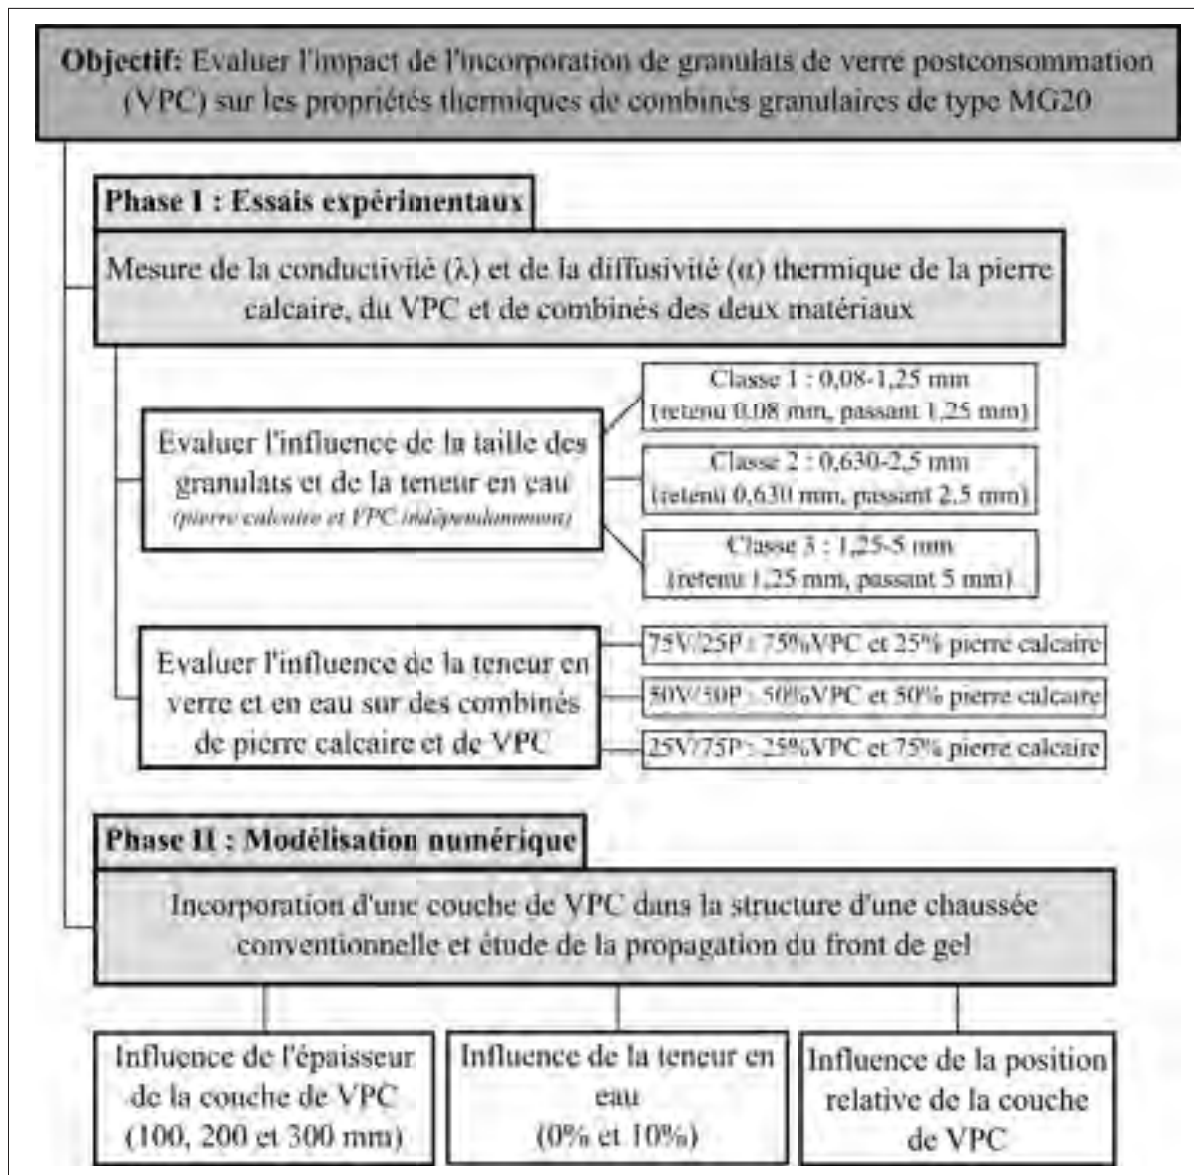 Objectif: Evaluer l'impact de l'incorporation de granulats de verre postconsommation
(VPC) sur les propriétés thermiques de combinés granulaires de type MG20
Phase I : Essais expérimentaux
Mesure de la conductivité (λ) et de la diffusivité (α) thermique de la pierre
calcaire, du VPC et de combinés des deux matériaux
Evaluer l'influence de la taille des
granulats et de la teneur en eau
(pierre calcaire et VPC indépendamment)
Classe 1 : 0,08-1,25 mm
(retenu 0,08 mm, passant 1,25 mm)
Classe 2 : 0,630-2,5 mm
(retenu 0,630 mm, passant 2,5 mm)
Classe 3 : 1,25-5 mm
(retenu 1,25 mm, passant 5 mm)
Evaluer l'influence de la teneur en
verre et en eau sur des combinés
de pierre calcaire et de VPC
75V/25P : 75%VPC et 25% pierre calcaire
50V/50P : 50%VPC et 50% pierre calcaire
25V/75P : 25%VPC et 75% pierre calcaire
Phase II : Modélisation numérique
Incorporation d'une couche de VPC dans la structure d'une chaussée
conventionnelle et étude de la propagation du front de gel
Influence de l'épaisseur
de la couche de VPC
(100, 200 et 300 mm)
Influence de la teneur en
eau
(0% et 10%)
Influence de la position
relative de la couche
de VPC